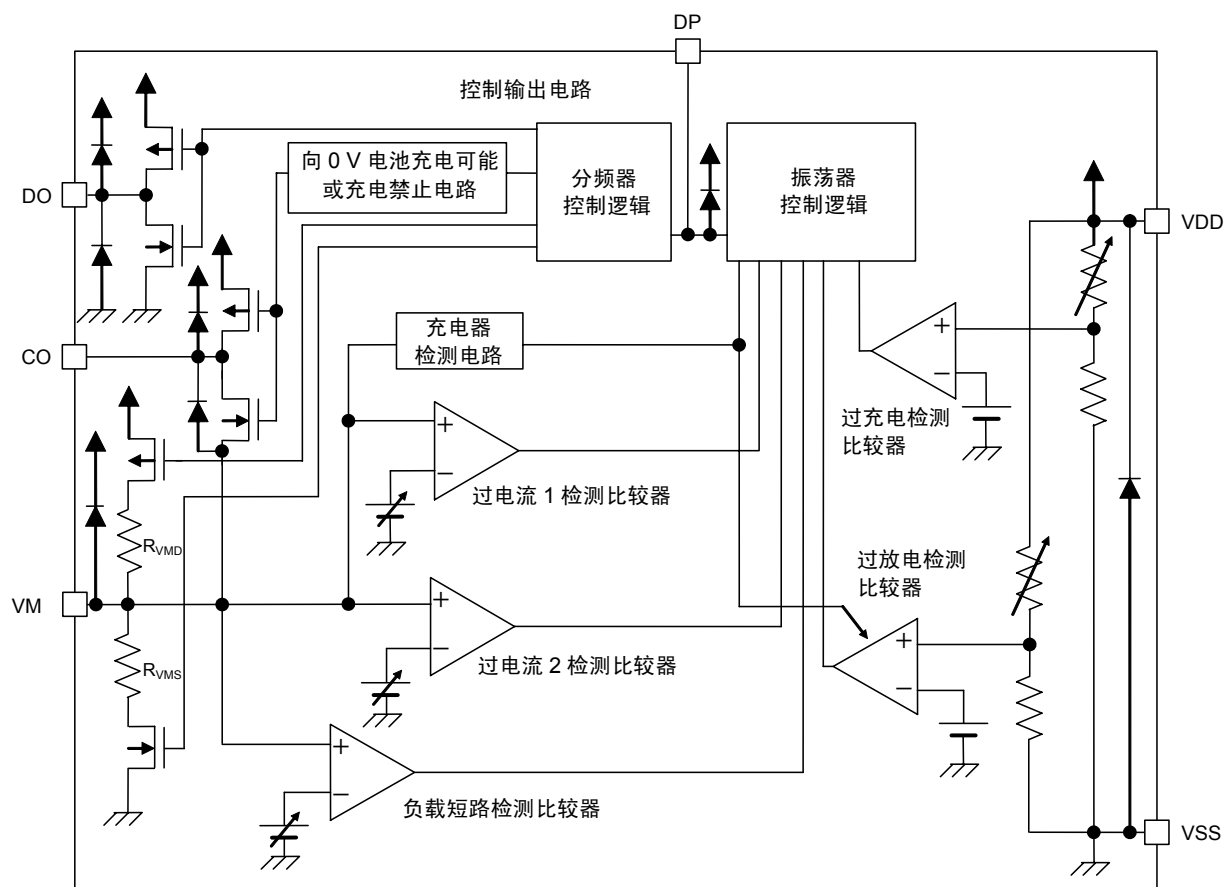 DP
控制输出电路
向 0 V 电池充电可能
或充电禁止电路
分频器
控制逻辑
振荡器
控制逻辑
DO
VDD
充电器
检测电路
CO
+
−
过充电检测
比较器
+
−
过电流 1 检测比较器
RVMD
过放电检测
比较器
VM
+
−
过电流 2 检测比较器
+
−
RVMS
+
−
负载短路检测比较器
VSS